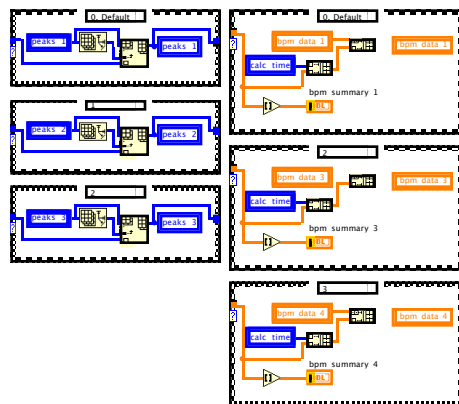 0, Default
peaks 1
peaks 1
1
peaks 2
peaks 2
2
peaks 3
peaks 3
0, Default
bpm data 1
bpm data 1
calc time
bpm summary 1
2
bpm data 3
bpm data 3
calc time
bpm summary 3
3
bpm data 4
bpm data 4
calc time
bpm summary 4